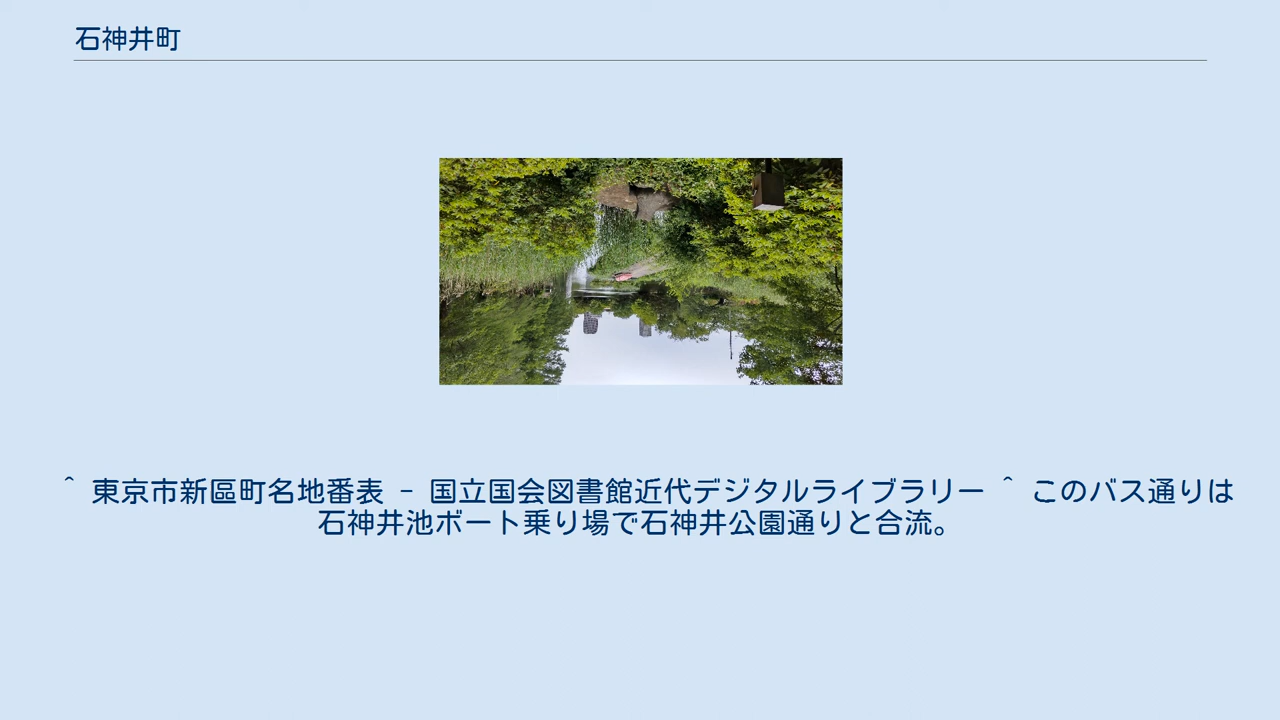 石神井町
^ 東京市新區町名地番表 - 国立国会図書館近代デジタルライブラリー ^ このバス通りは
石神井池ボート乗り場で石神井公園通りと合流。